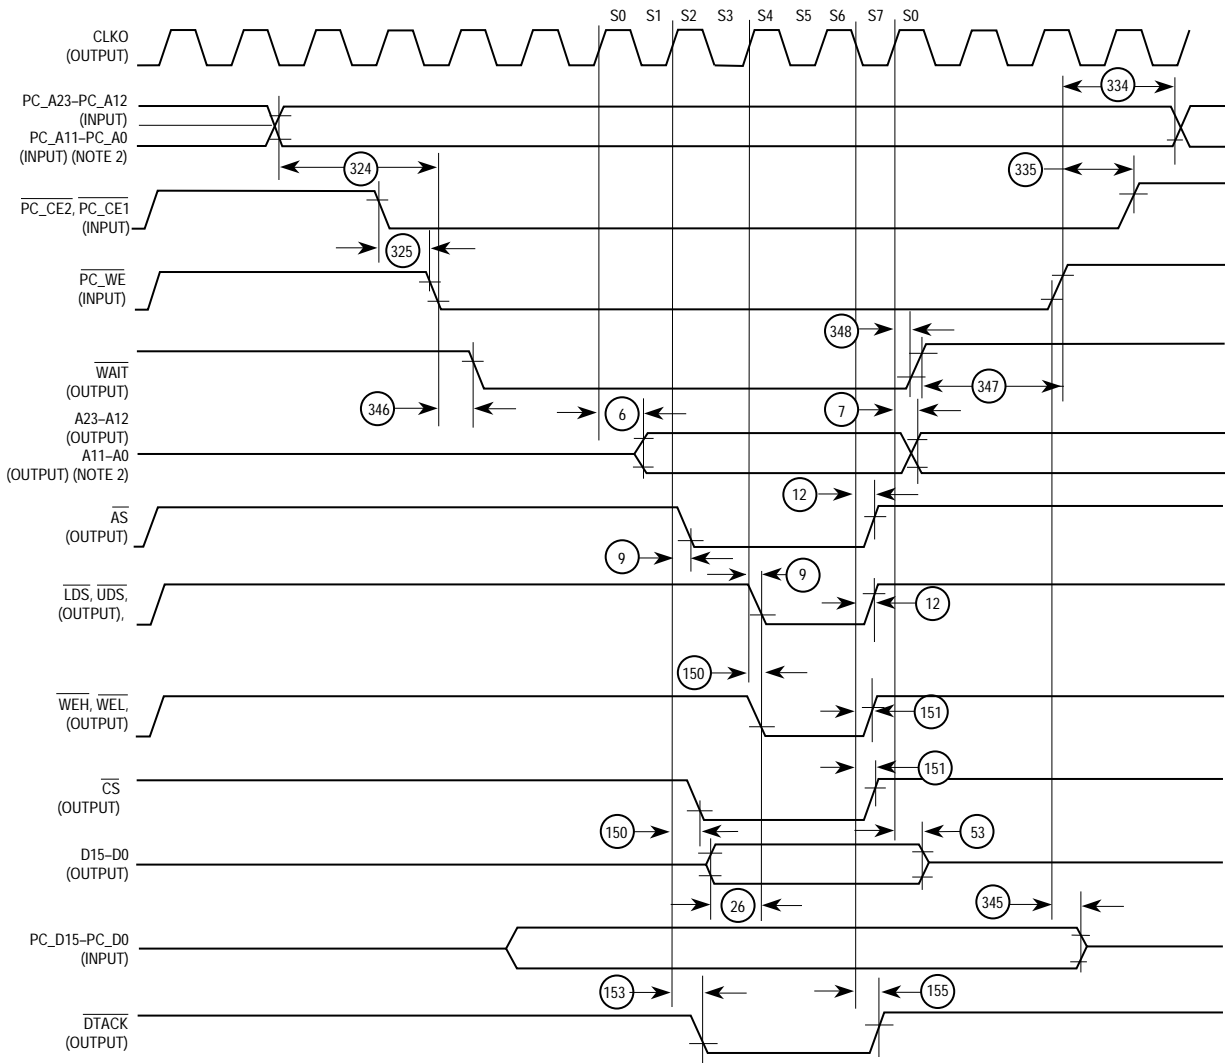 S0 S1 S2 S3 S4 S5 S6 S7 S0
CLKO
(OUTPUT)
334
PC_A23–PC_A12
(INPUT)
PC_A11–PC_A0
(INPUT) (NOTE 2)
324
335
PC_CE2, PC_CE1
(INPUT)
325
PC_WE
(INPUT)
348
WAIT
(OUTPUT)
347
346
6
7
A23–A12
(OUTPUT)
A11–A0
(OUTPUT) (NOTE 2)
12
AS
(OUTPUT)
9
9
LDS, UDS,
(OUTPUT),
12
150
WEH, WEL,
(OUTPUT)
151
151
CS
(OUTPUT)
150
53
D15–D0
(OUTPUT)
26
345
PC_D15–PC_D0
(INPUT)
153
155
DTACK
(OUTPUT)